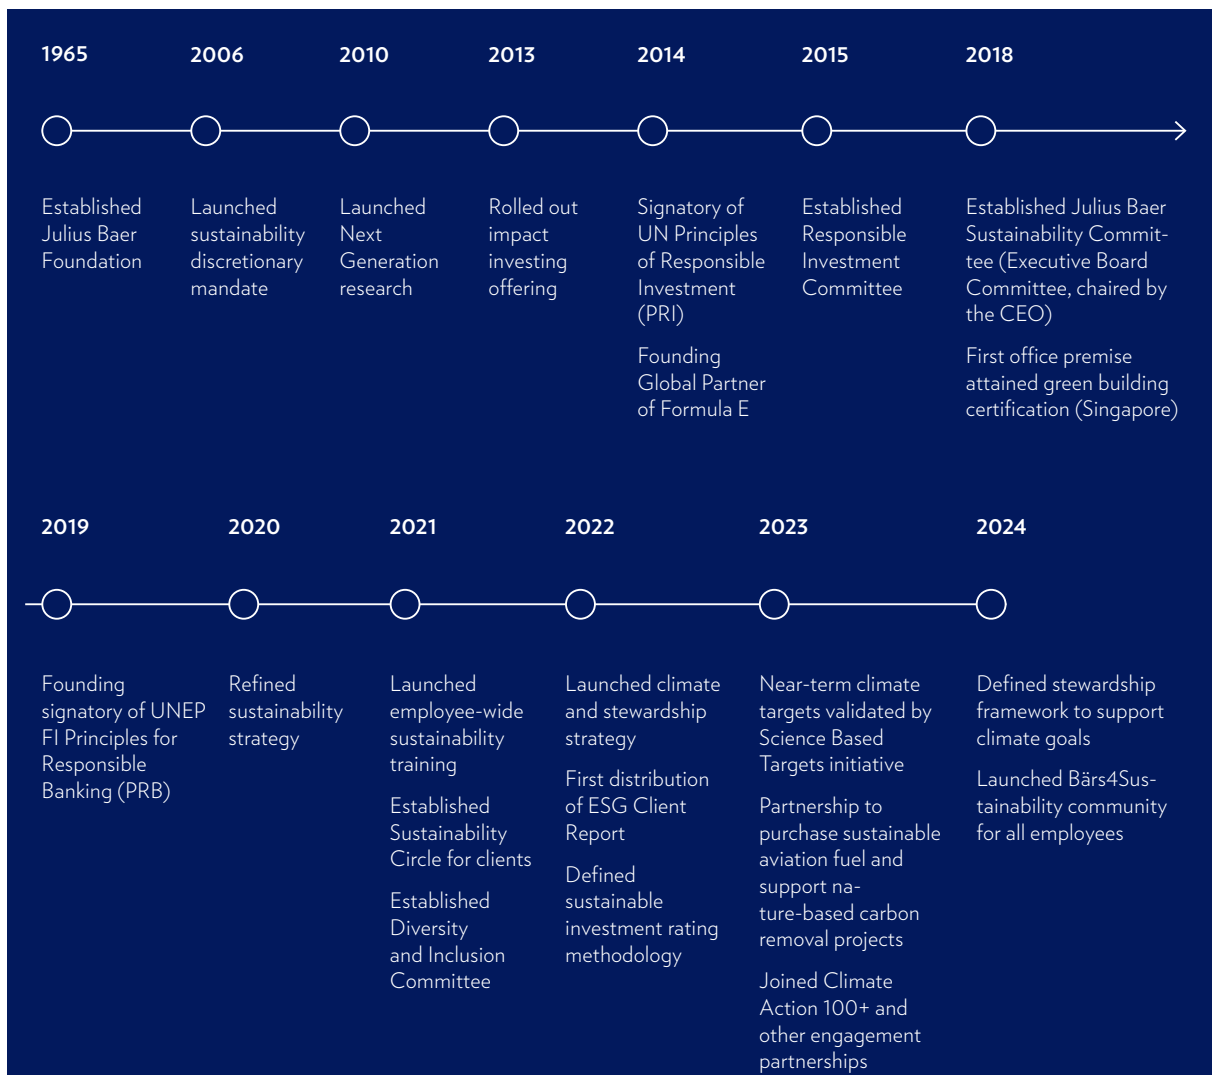 1965
Established
Julius Baer
Foundation
2006
Launched
sustainability
discretionary
mandate
2010
Launched
Next
Generation
research
2013
Rolled out
impact
investing
offering
2014
Signatory of
UN Principles
of Responsible
Investment
(PRI)
Founding
Global Partner
of Formula E
2015
Established
Responsible
Investment
Committee
2018
Established Julius Baer
Sustainability Commit-
tee (Executive Board
Committee, chaired by
the CEO)
First office premise
attained green building
certification (Singapore)
2019
Founding
signatory of UNEP
FI Principles for
Responsible
Banking (PRB)
2020
Refined
sustainability
strategy
2021
Launched
employee-wide
sustainability
training
Established
Sustainability
Circle for clients
Established
Diversity
and Inclusion
Committee
2022
Launched climate
and stewardship
strategy
First distribution
of ESG Client
Report
Defined
sustainable
investment rating
methodology
2023
Near-term climate
targets validated by
Science Based
Targets initiative
Partnership to
purchase sustainable
aviation fuel and
support na-
ture-based carbon
removal projects
Joined Climate
Action 100+ and
other engagement
partnerships
2024
Defined stewardship
framework to support
climate goals
Launched Bärs4Sus-
tainability community
for all employees